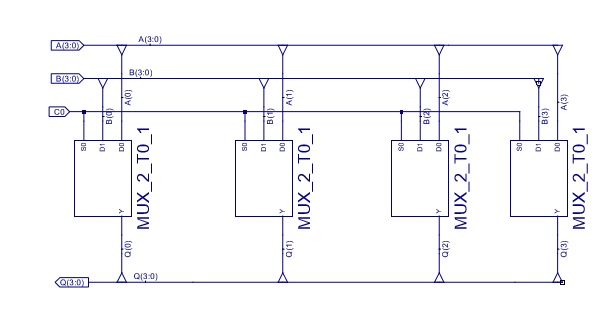 A(3:0) A(3:0)
B(3:0) B(3:0)
C0
A(0) A(1) A(2) A(3)
B(0) B(1) B(2) B(3)
S0 D1 D0 S0 D1 D0 S0 D1 D0 S0 D1 D0
MUX_2_T0_1 MUX_2_T0_1 MUX_2_T0_1 MUX_2_T0_1
Y Y Y Y
Q(0) Q(1) Q(2) Q(3)
Q(3:0) Q(3:0)